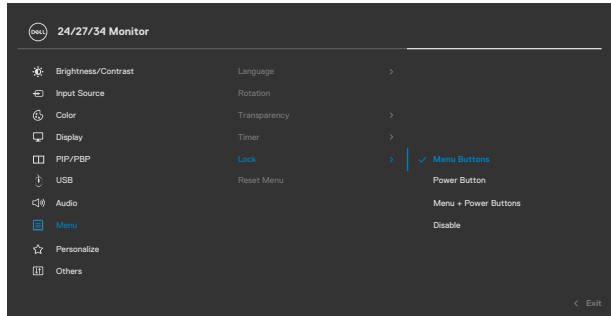 DELL
24/27/34 Monitor
Brightness/Contrast
Input Source
Color
Display
PIP/PBP
USB
Audio
Menu
Personalize
Others
Language
Rotation
Transparency
Timer
Lock
Reset Menu
Menu Buttons
Power Button
Menu + Power Buttons
Disable
Exit